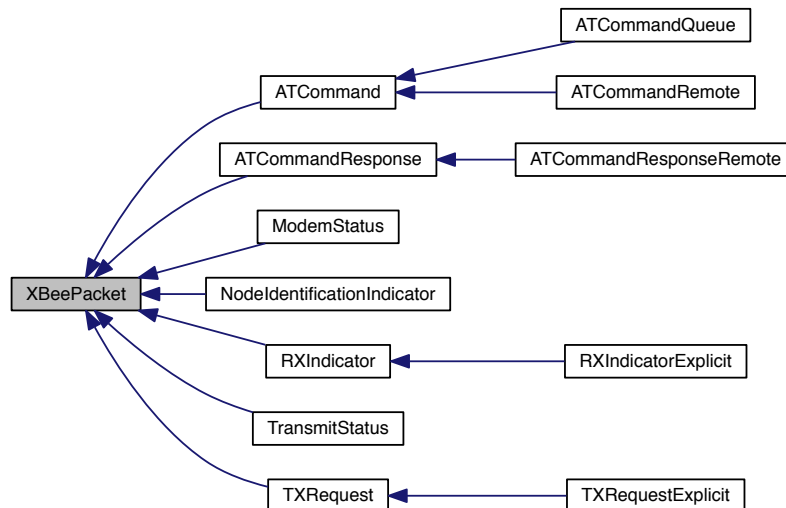 ATCommandQueue
ATCommand
ATCommandRemote
ATCommandResponse
ATCommandResponseRemote
ModemStatus
XBeePacket
NodeIdentificationIndicator
RXIndicator
RXIndicatorExplicit
TransmitStatus
TXRequest
TXRequestExplicit